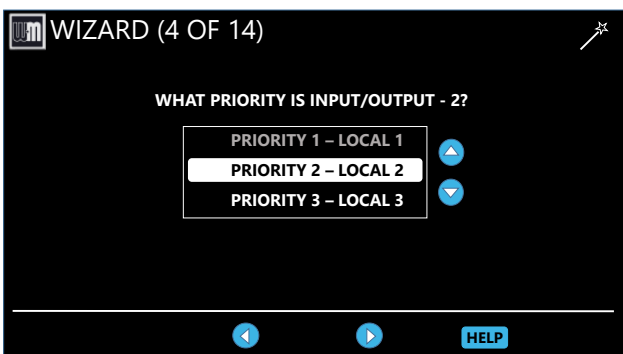 wm WIZARD (4 OF 14)
WHAT PRIORITY IS INPUT/OUTPUT - 2?
PRIORITY 1 – LOCAL 1
PRIORITY 2 – LOCAL 2
PRIORITY 3 – LOCAL 3
HELP